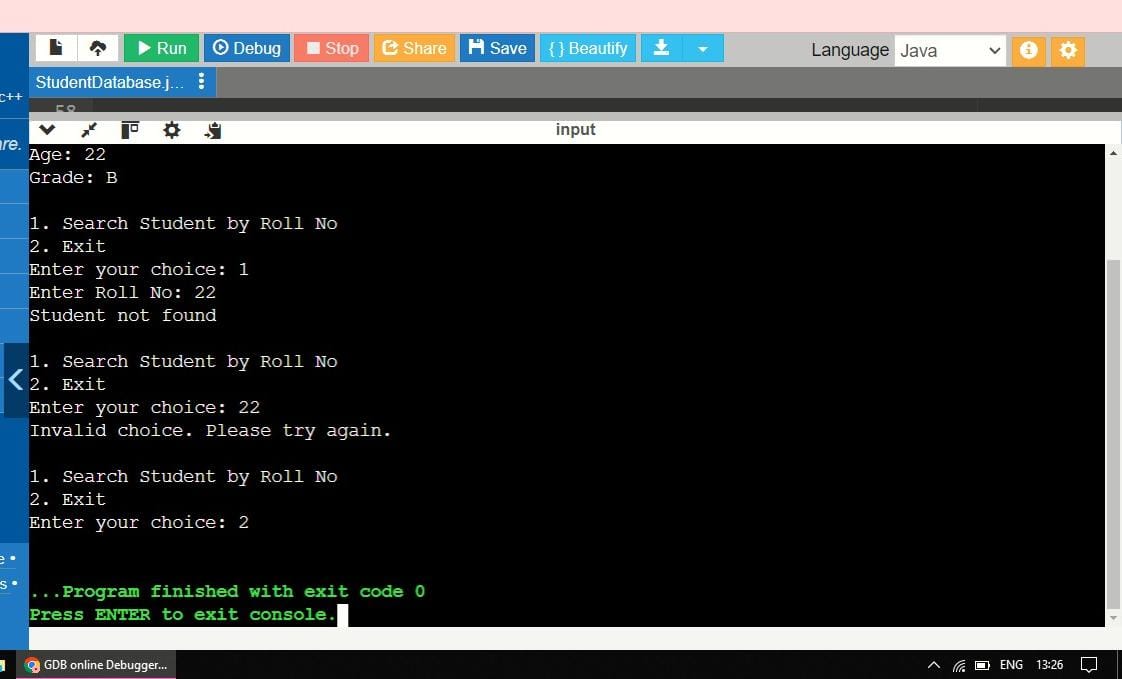 Run Debug Stop Share Save { } Beautify Language Java
StudentDatabase.j...
c++
58
input
Age: 22
Grade: B
1. Search Student by Roll No
2. Exit
Enter your choice: 1
Enter Roll No: 22
Student not found
1. Search Student by Roll No
2. Exit
Enter your choice: 22
Invalid choice. Please try again.
1. Search Student by Roll No
2. Exit
Enter your choice: 2
...Program finished with exit code 0
Press ENTER to exit console.
GDB online Debugger... ENG 13:26